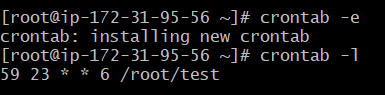 [root@ip-172-31-95-56 ~]# crontab -e
crontab: installing new crontab
[root@ip-172-31-95-56 ~]# crontab -l
59 23 * * 6 /root/test